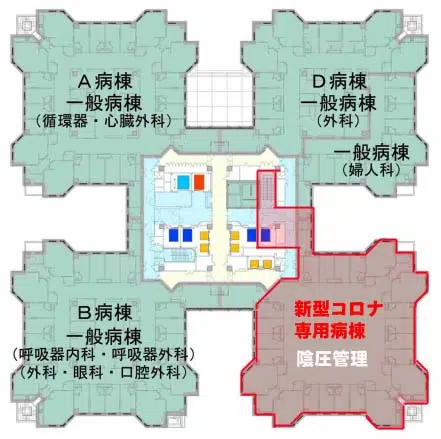 A病棟
一般病棟
（循環器・心臓外科）
D病棟
一般病棟
（外科）
一般病棟
（婦人科）
B病棟
一般病棟
（呼吸器内科・呼吸器外科）
（外科・眼科・口腔外科）
新型コロナ
専用病棟
陰圧管理